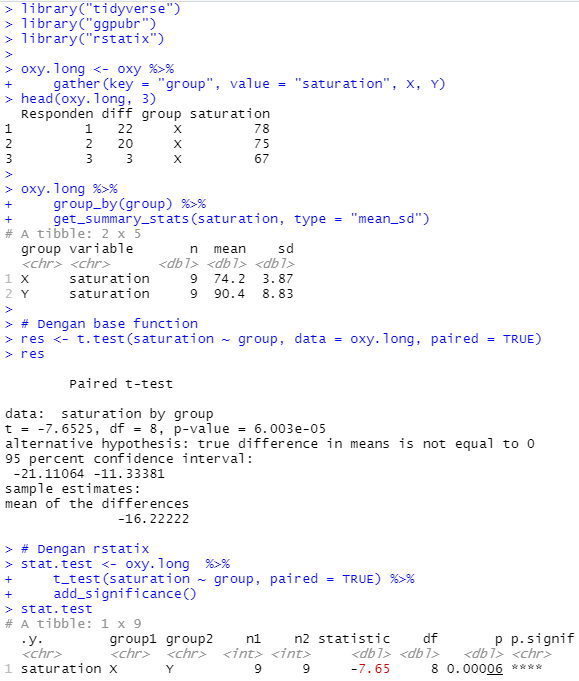 > library("tidyverse")
> library("ggpubr")
> library("rstatix")
>
> oxy.long <- oxy %>%
+     gather(key = "group", value = "saturation", X, Y)
> head(oxy.long, 3)
  Responden diff group saturation
1         1   22     X         78
2         2   20     X         75
3         3    3     X         67
>
> oxy.long %>%
+     group_by(group) %>%
+     get_summary_stats(saturation, type = "mean_sd")
# A tibble: 2 x 5
  group variable       n  mean    sd
  <chr> <chr>      <dbl> <dbl> <dbl>
1 X     saturation     9  74.2  3.87
2 Y     saturation     9  90.4  8.83
>
> # Dengan base function
> res <- t.test(saturation ~ group, data = oxy.long, paired = TRUE)
> res

        Paired t-test

data:  saturation by group
t = -7.6525, df = 8, p-value = 6.003e-05
alternative hypothesis: true difference in means is not equal to 0
95 percent confidence interval:
 -21.11064 -11.33381
sample estimates:
mean of the differences
              -16.22222

> # Dengan rstatix
> stat.test <- oxy.long  %>%
+     t_test(saturation ~ group, paired = TRUE) %>%
+     add_significance()
> stat.test
# A tibble: 1 x 9
  .y.        group1 group2    n1    n2 statistic    df       p p.signif
  <chr>      <chr>  <chr>  <int> <int>     <dbl> <dbl>   <dbl> <chr>
1 saturation X      Y          9     9     -7.65     8 0.00006 ****